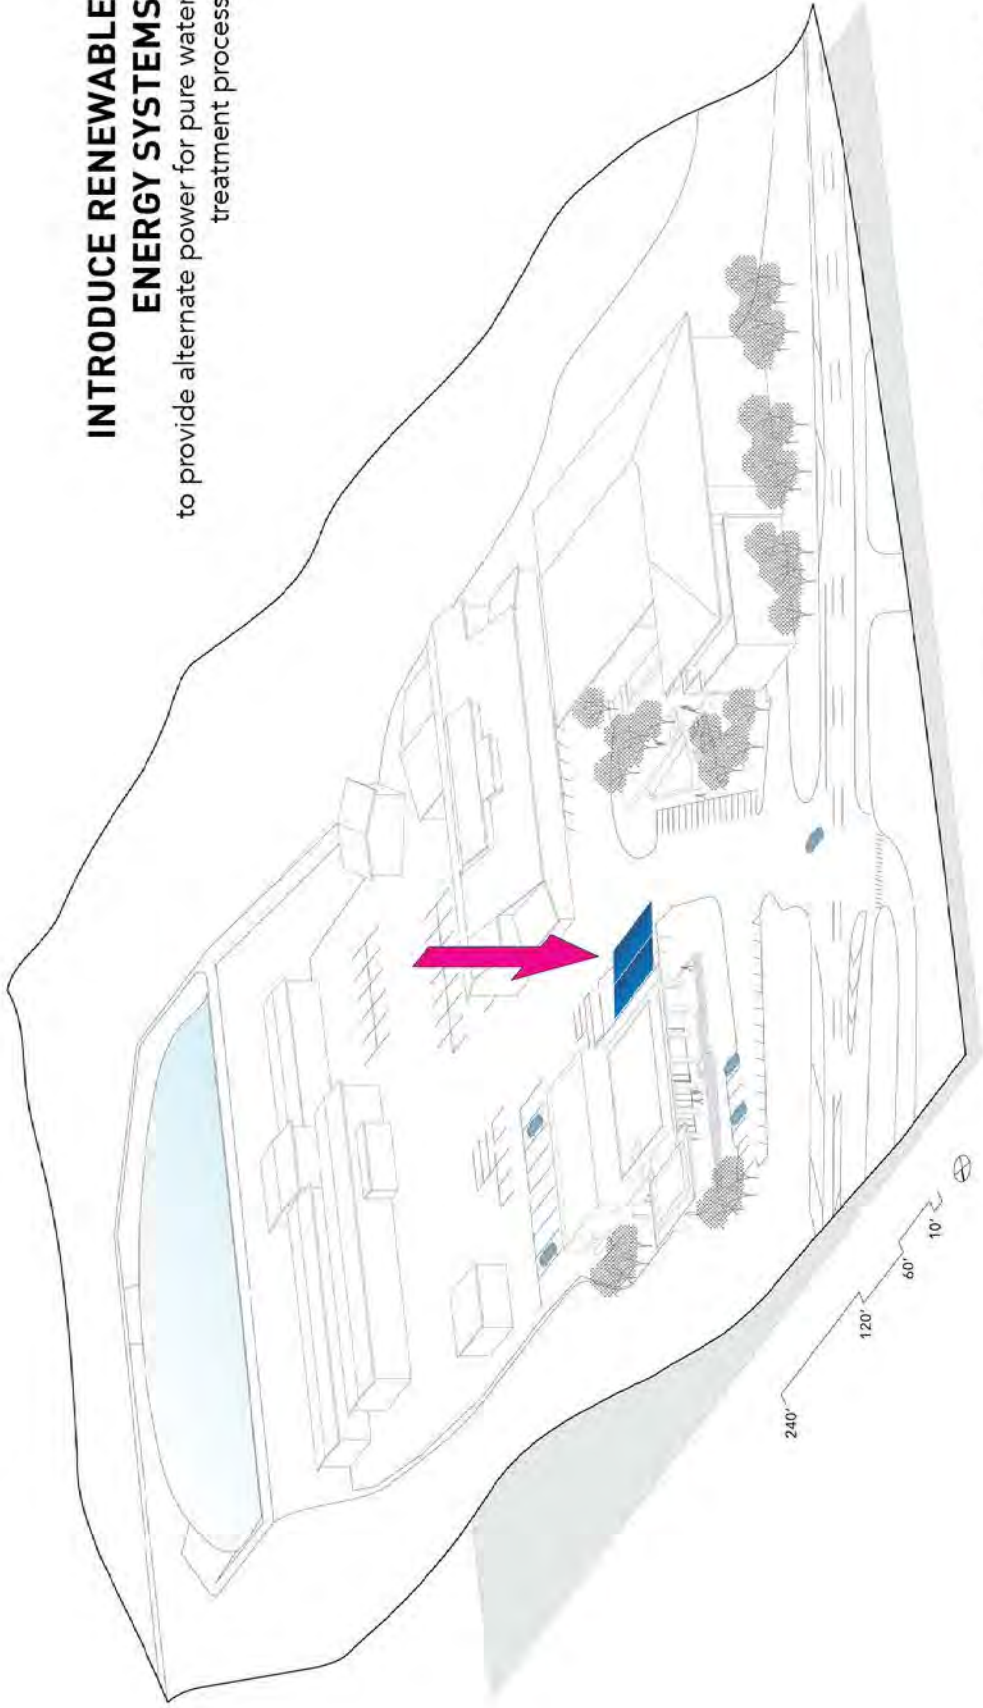 INTRODUCE RENEWABLE
ENERGY SYSTEMS
to provide alternate power for pure water
treatment process
240'
120'
60'
10'